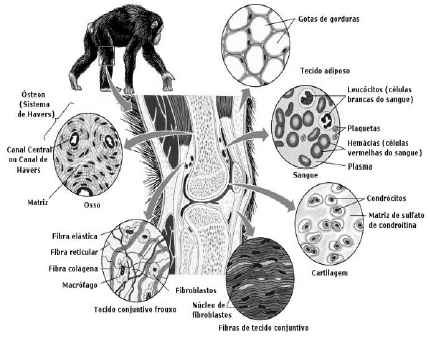 Gotas de gorduras
Tecido adiposo
Ósteon (Sistema
de Havers)
Canal Central
ou Canal de
Havers
Matriz
Osso
Leucócitos (células
brancas do sangue)
Plaquetas
Hemácias (células
vermelhas do sangue)
Plasma
Sangue
Condrócitos
Matriz de sulfato
de condroitina
Cartilagem
Fibra elástica
Fibra reticular
Fibra colágena
Macrófago
Fibroblastos
Tecido conjuntivo frouxo
Núcleo de
fibroblastos
Fibras de tecido conjuntivo